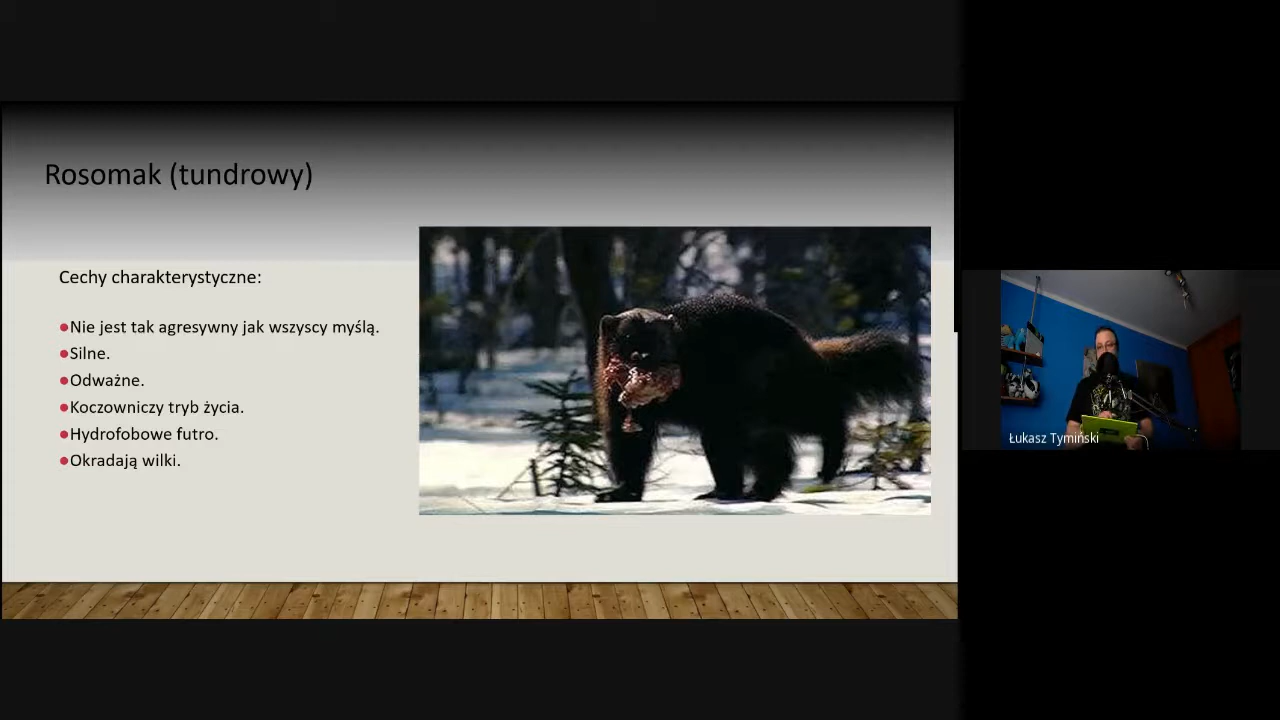 Rosomak (tundrowy)
Cechy charakterystyczne:
●Nie jest tak agresywny jak wszyscy myślą.
●Silne.
●Odważne.
●Koczowniczy tryb życia.
●Hydrofobowe futro.
●Okradają wilki.
Łukasz Tymiński